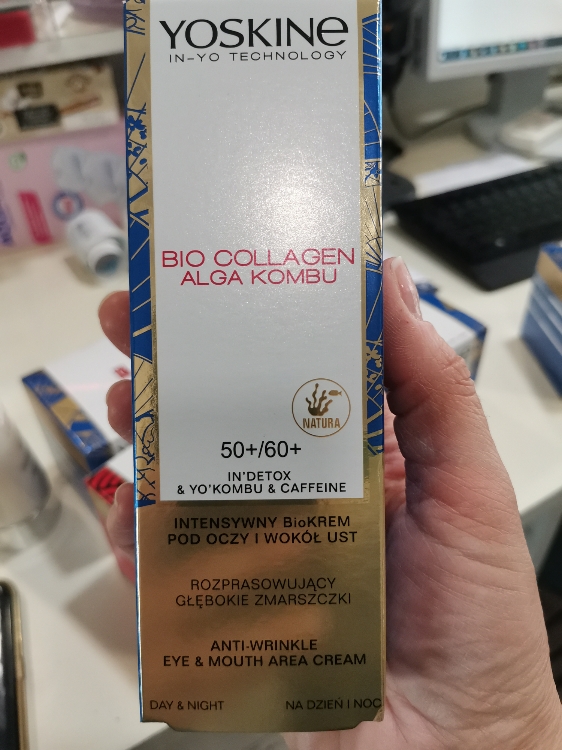 YOSKINE
IN-YO TECHNOLOGY
BIO COLLAGEN
ALGA KOMBU
NATURA
50+/60+
IN'DETOX
& YO'KOMBU & CAFFEINE
INTENSYWNY BioKREM
POD OCZY I WOKÓŁ UST
ROZPRASOWUJĄCY
GŁĘBOKIE ZMARSZCZKI
ANTI-WRINKLE
EYE & MOUTH AREA CREAM
DAY & NIGHT NA DZIEŃ I NOC